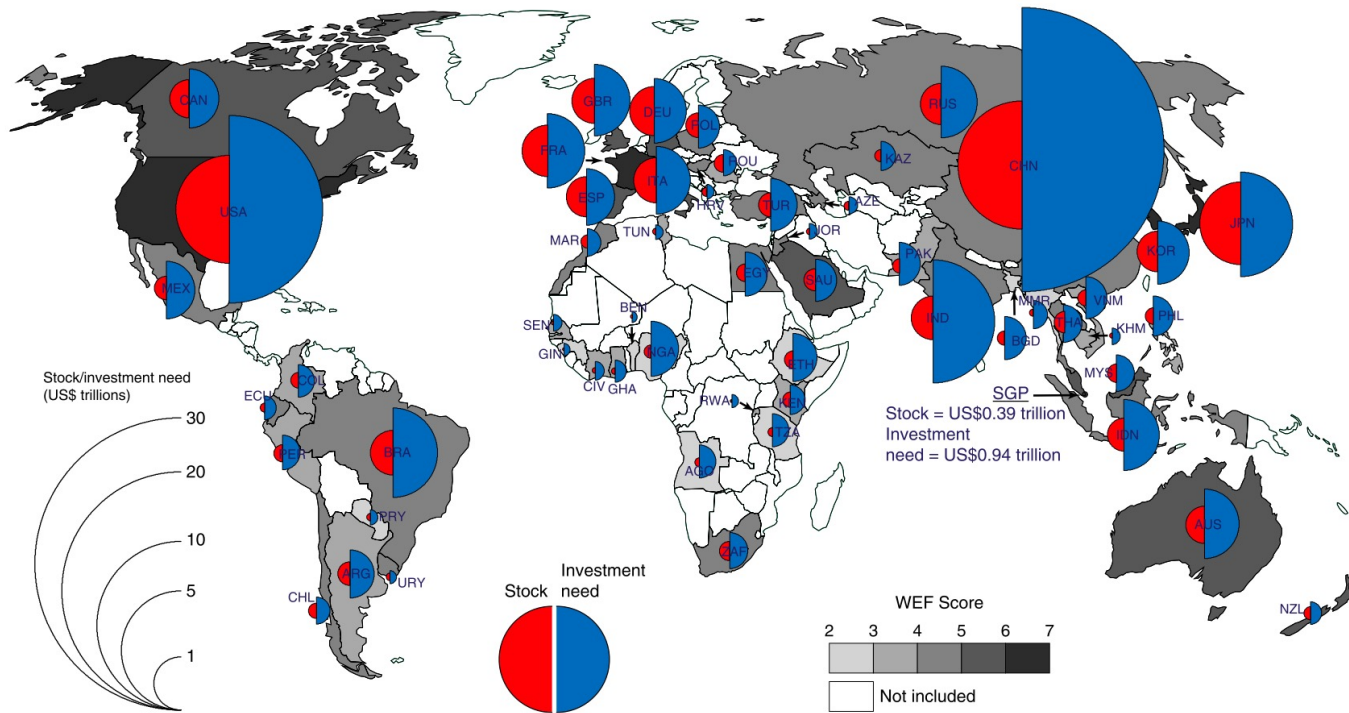 CAN
USA
MEX
GBR
DEU
POL
FRA
ROU
ITA
ESP
HRV
TUR
AZE
RUS
KAZ
CHN
JPN
KOR
MAR
TUN
JOR
EGY
SAU
PAK
IND
MMR
VNM
BGD
THA
KHM
PHL
MYS
BEN
SEN
GIN
NGA
CIV
GHA
ETH
RWA
KEN
TZA
AGO
ZAF
SGP
Stock = US$0.39 trillion
Investment
need = US$0.94 trillion
IDN
AUS
NZL
COL
ECU
PER
BRA
PRY
ARG
URY
CHL
Stock/investment need
(US$ trillions)
30
20
10
5
1
Stock
Investment
need
WEF Score
2 3 4 5 6 7
Not included